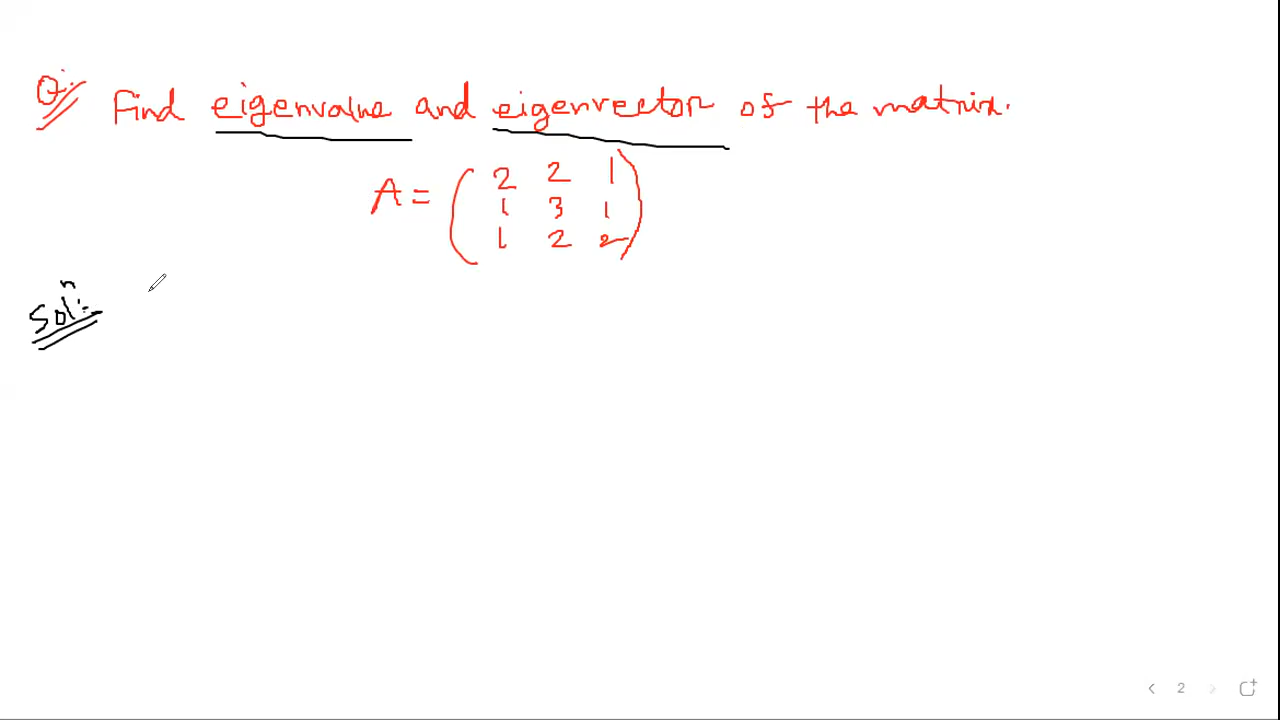 Q:
Find eigenvalue and eigenvector of the matrix.
A = ( 2 2 1
1 3 1
1 2 2 )
Solⁿ:-
2